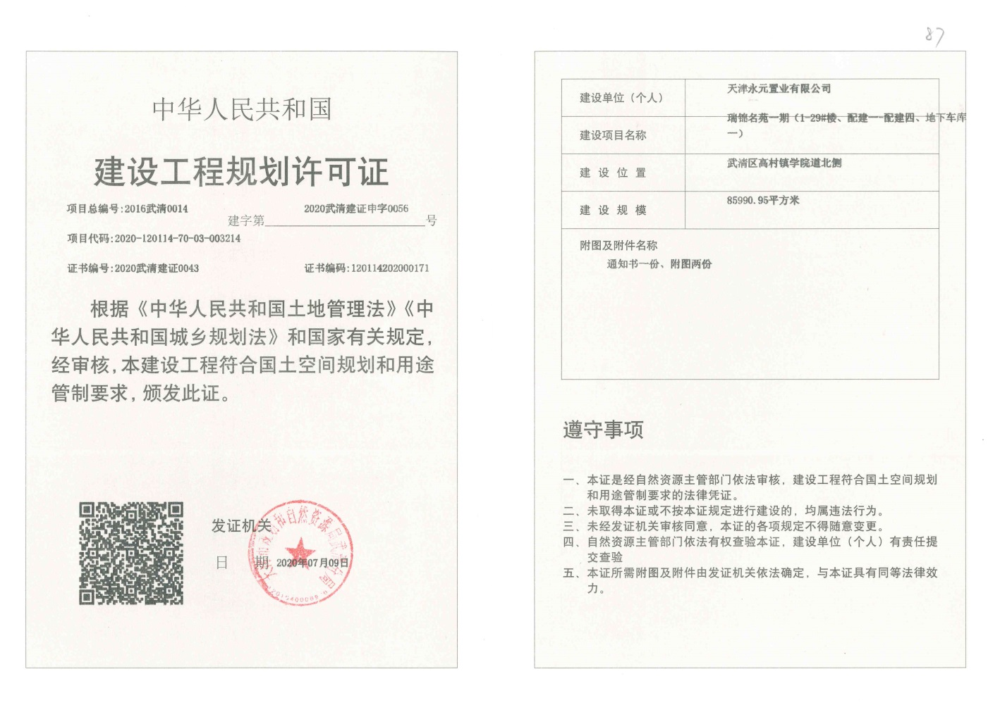 87
中华人民共和国
建设工程规划许可证
项目总编号:2016武清0014
2020武清建证申字0056
建字第 号
项目代码:2020-120114-70-03-003214
证书编号:2020武清建证0043
证书编码:120114202000171
根据《中华人民共和国土地管理法》《中
华人民共和国城乡规划法》和国家有关规定,
经审核,本建设工程符合国土空间规划和用途
管制要求,颁发此证。
发证机关
日 期 2020年07月09日
建设单位（个人）
天津永元置业有限公司
建设项目名称
瑞锦名苑一期（1-29#楼、配建一-配建四、地下车库
一）
建设位置
武清区高村镇学院道北侧
建设规模
85990.95平方米
附图及附件名称
通知书一份、附图两份
遵守事项
一、本证是经自然资源主管部门依法审核，建设工程符合国土空间规划
和用途管制要求的法律凭证。
二、未取得本证或不按本证规定进行建设的，均属违法行为。
三、未经发证机关审核同意，本证的各项规定不得随意变更。
四、自然资源主管部门依法有权查验本证，建设单位（个人）有责任提
交查验
五、本证所需附图及附件由发证机关依法确定，与本证具有同等法律效
力。